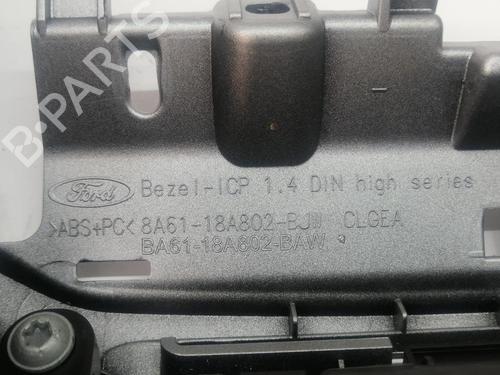 Ford Bezel-ICP 1.4 DIN high series
>ABS+PC< 8A61-18A802-BJW CLGEA
BA61-18A802-BAW
B-PARTS